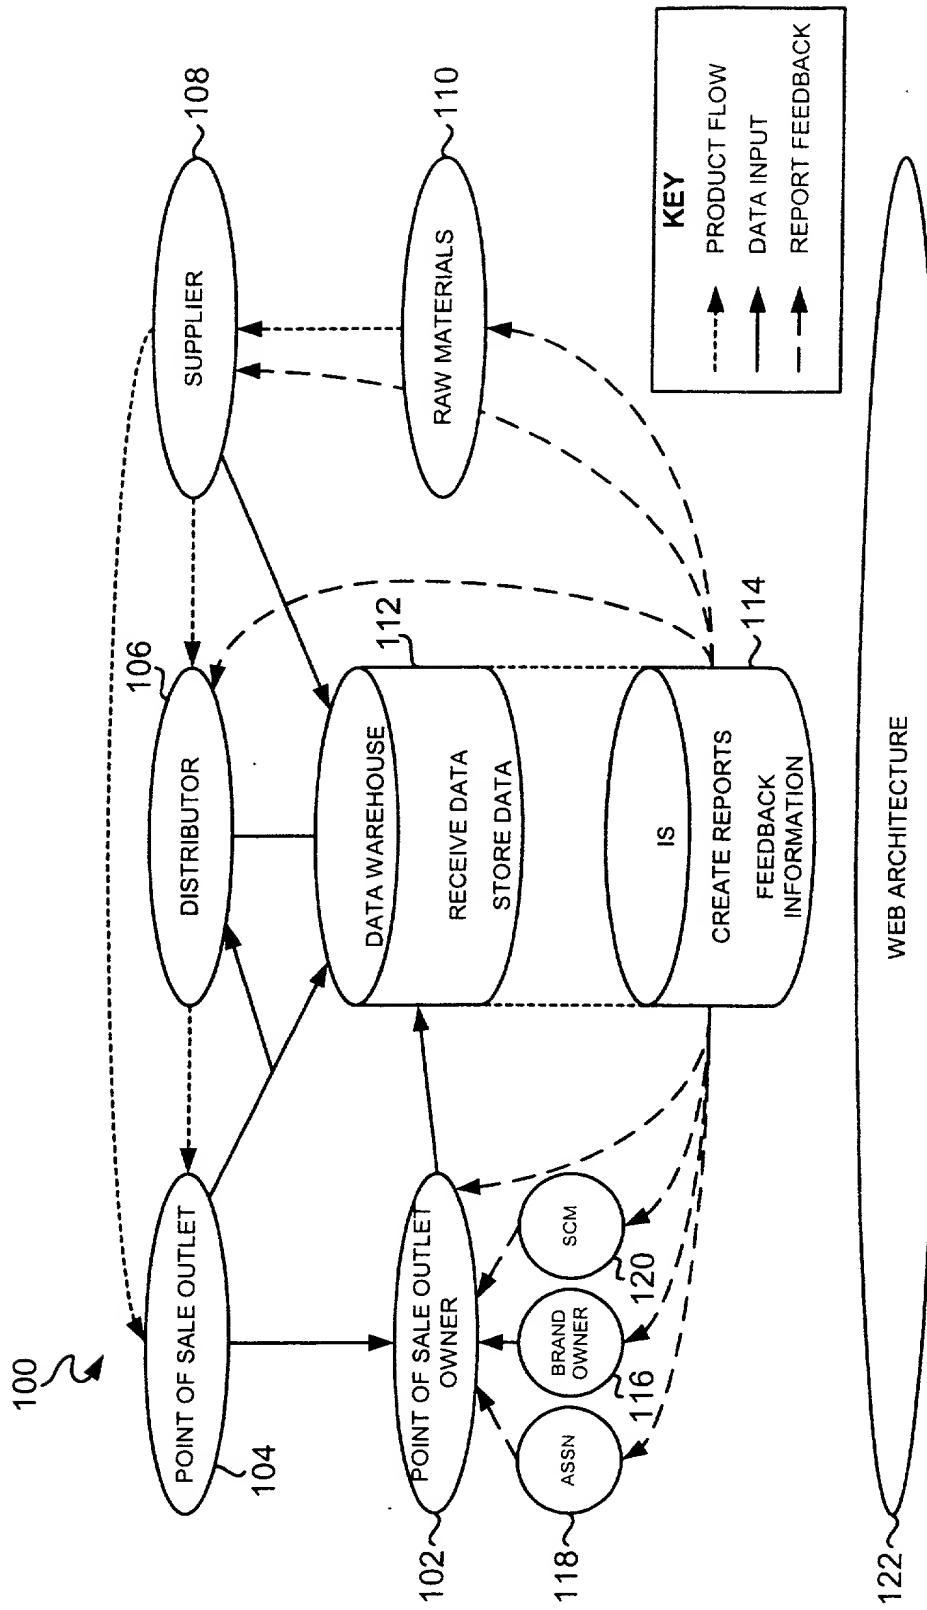 100
108
106
SUPPLIER
DISTRIBUTOR
POINT OF SALE OUTLET
104
110
RAW MATERIALS
112
DATA WAREHOUSE
RECEIVE DATA
STORE DATA
POINT OF SALE OUTLET
OWNER
102
SCM
120
BRAND
OWNER
116
ASSN
118
114
IS
CREATE REPORTS
FEEDBACK
INFORMATION
KEY
PRODUCT FLOW
DATA INPUT
REPORT FEEDBACK
WEB ARCHITECTURE
122